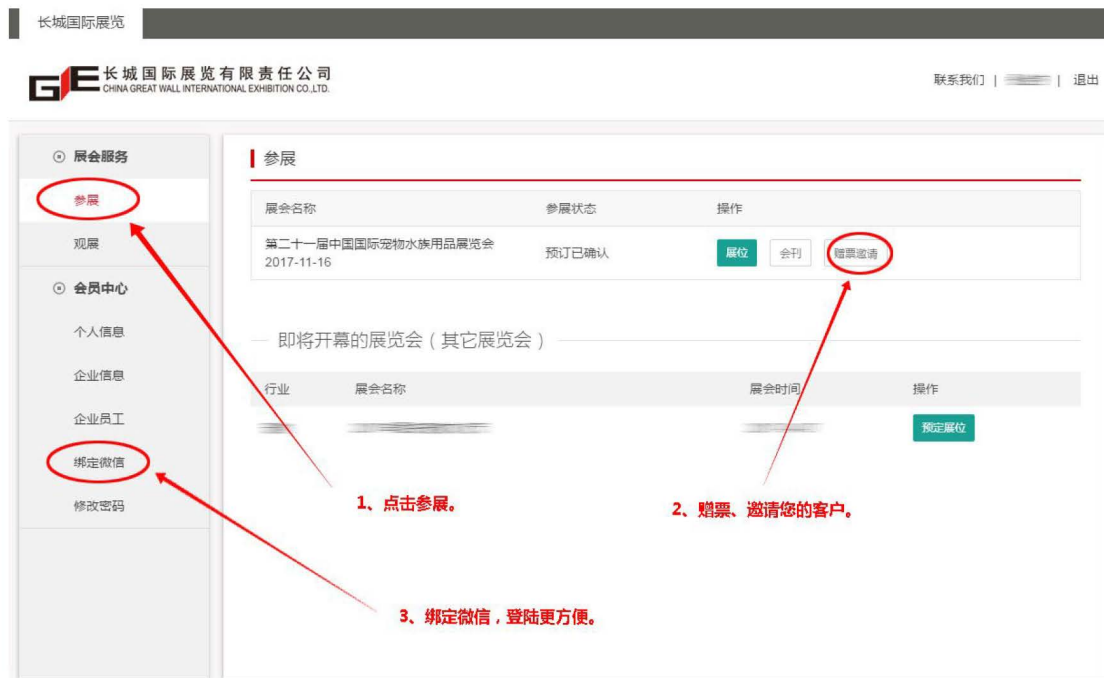 长城国际展览
GIE 长城国际展览有限责任公司
CHINA GREAT WALL INTERNATIONAL EXHIBITION CO.,LTD.
联系我们 | | 退出
展会服务
参展
观展
会员中心
个人信息
企业信息
企业员工
绑定微信
修改密码
参展
展会名称 参展状态 操作
第二十一届中国国际宠物水族用品展览会 预订已确认 展位 会刊 赠票邀请
2017-11-16
即将开幕的展览会(其它展览会)
行业 展会名称 展会时间 操作
预定展位
1、点击参展。
2、赠票、邀请您的客户。
3、绑定微信,登陆更方便。